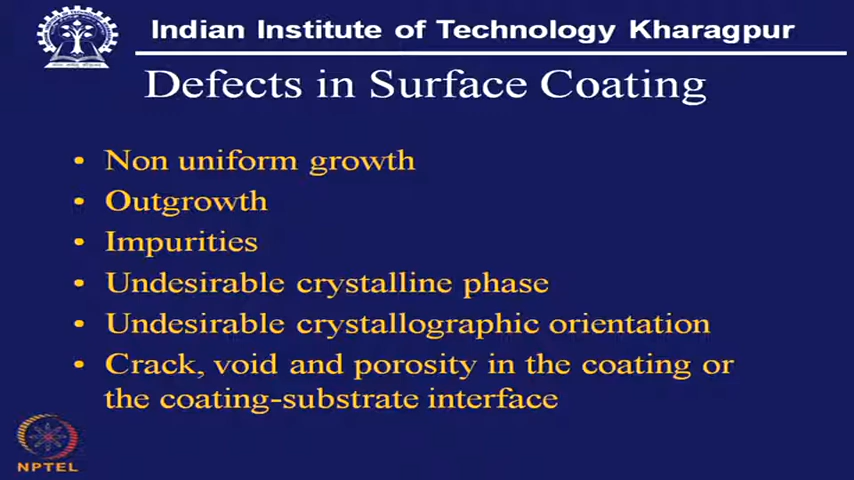 Indian Institute of Technology Kharagpur
Defects in Surface Coating
• Non uniform growth
• Outgrowth
• Impurities
• Undesirable crystalline phase
• Undesirable crystallographic orientation
• Crack, void and porosity in the coating or
the coating-substrate interface
NPTEL